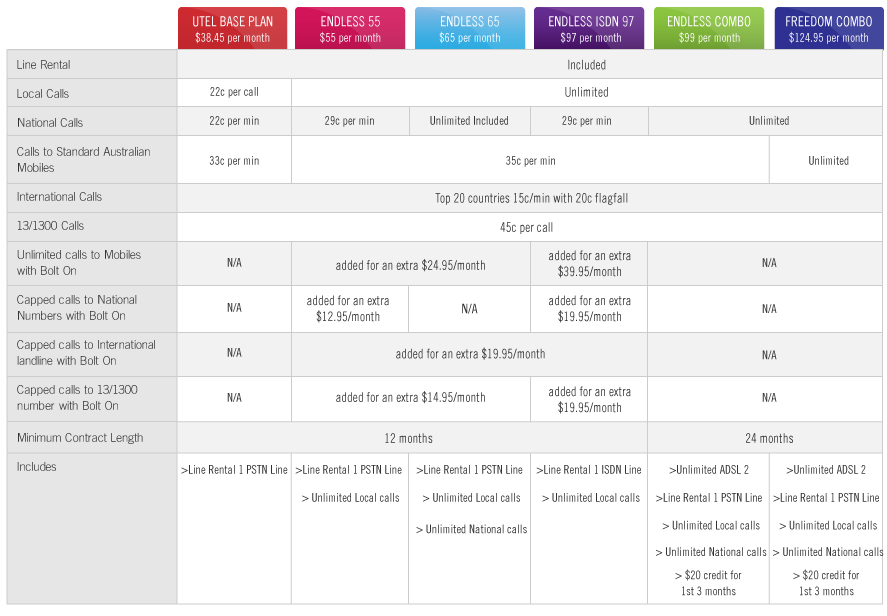 UTEL BASE PLAN
$38.45 per month
ENDLESS 55
$55 per month
ENDLESS 65
$65 per month
ENDLESS ISDN 97
$97 per month
ENDLESS COMBO
$99 per month
FREEDOM COMBO
$124.95 per month
Line Rental
Included
Local Calls
22c per call
Unlimited
National Calls
22c per min
29c per min
Unlimited Included
29c per min
Unlimited
Calls to Standard Australian
Mobiles
33c per min
35c per min
Unlimited
International Calls
Top 20 countries 15c/min with 20c flagfall
13/1300 Calls
45c per call
Unlimited calls to Mobiles
with Bolt On
N/A
added for an extra $24.95/month
added for an extra
$39.95/month
N/A
Capped calls to National
Numbers with Bolt On
N/A
added for an extra
$12.95/month
N/A
added for an extra
$19.95/month
N/A
Capped calls to International
landline with Bolt On
N/A
added for an extra $19.95/month
N/A
Capped calls to 13/1300
number with Bolt On
N/A
added for an extra $14.95/month
added for an extra
$19.95/month
N/A
Minimum Contract Length
12 months
24 months
Includes
>Line Rental 1 PSTN Line
>Line Rental 1 PSTN Line
> Unlimited Local calls
>Line Rental 1 PSTN Line
> Unlimited Local calls
> Unlimited National calls
>Line Rental 1 ISDN Line
> Unlimited Local calls
>Unlimited ADSL 2
>Line Rental 1 PSTN Line
> Unlimited Local calls
> Unlimited National calls
> $20 credit for
1st 3 months
>Unlimited ADSL 2
>Line Rental 1 PSTN Line
> Unlimited Local calls
> Unlimited National calls
> $20 credit for
1st 3 months